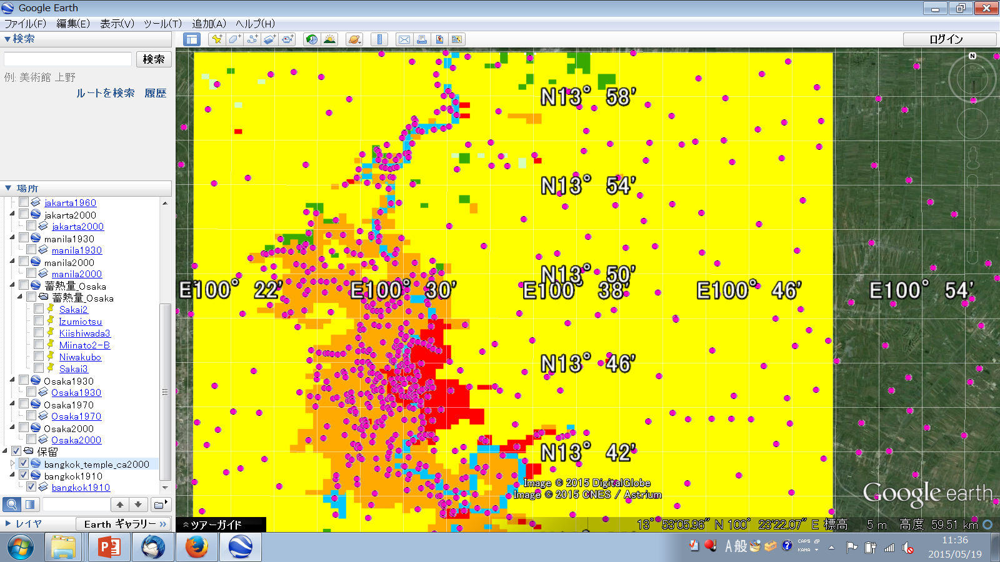 Google Earth
ファイル(F) 編集(E) 表示(V) ツール(T) 追加(A) ヘルプ(H)
▼検索
ログイン
検索
例: 美術館 上野
ルートを検索 履歴
▼ 場所
jakarta1960
jakarta2000
jakarta2000
manila1930
manila1930
manila2000
manila2000
蓄熱量_Osaka
蓄熱量_Osaka
Sakai2
Izumiotsu
Kiishiwada3
Miinato2-B
Niwakubo
Sakai3
Osaka1930
Osaka1930
Osaka1970
Osaka1970
Osaka2000
Osaka2000
保留
bangkok_temple_ca2000
bangkok1910
bangkok1910
レイヤ
Earth ギャラリー »
N
N13° 58'
N13° 54'
N13° 50'
E100° 22' E100° 30' E100° 38' E100° 46' E100° 54'
N13° 46'
N13° 42'
Image © 2015 DigitalGlobe
Image © 2015 CNES / Astrium
Google earth
ツアーガイド
13° 53'05.96" N 100° 23'22.07" E 標高 5 m 高度 59.51 km
A 般
CAPS
KANA
11:36
2015/05/19